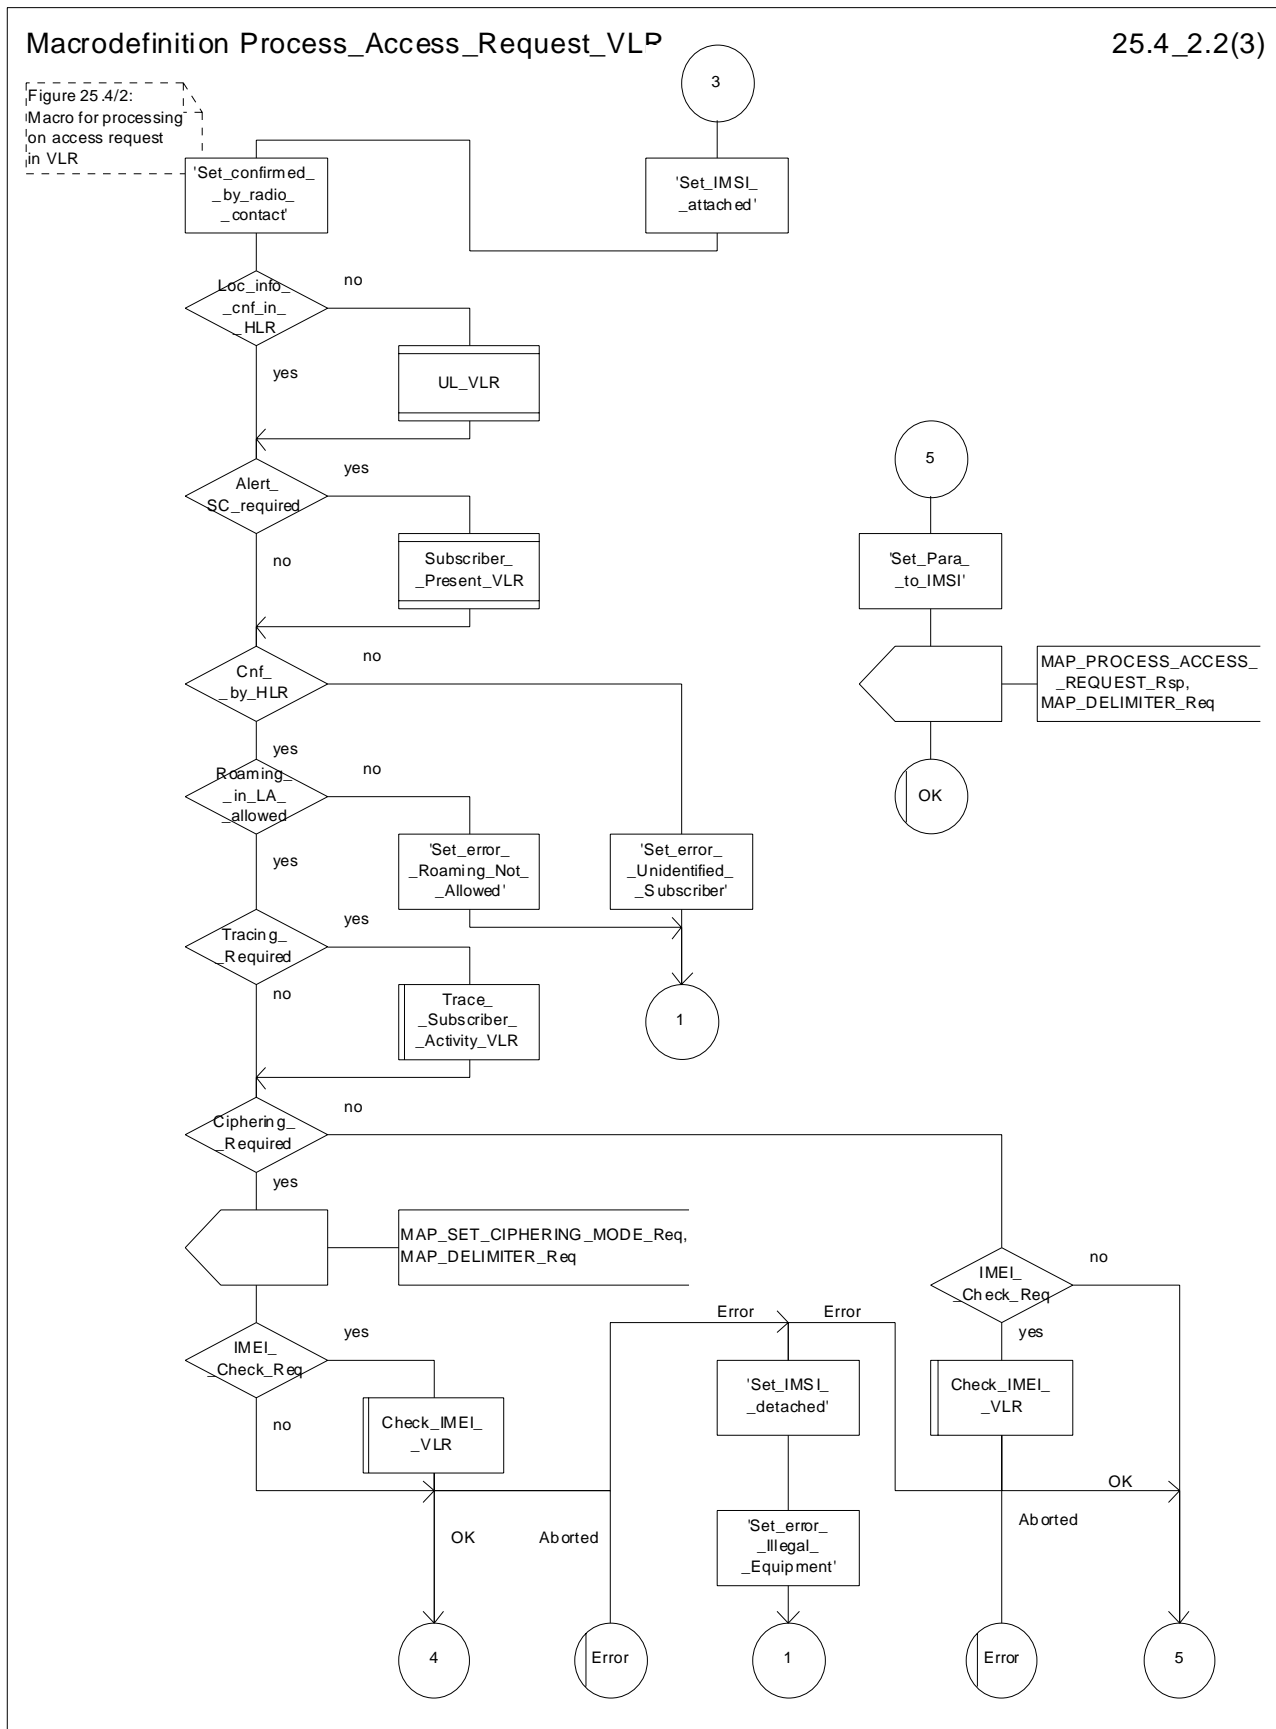 Macrodefinition Process_Access_Request_VLR
25.4_2.2(3)
Figure 25.4/2:
Macro for processing
on access request
in VLR
3
'Set_confirmed_
_by_radio_
_contact'
'Set_IMSI_
_attached'
Loc_info_
_cnf_in_
_HLR
no
yes
UL_VLR
Alert_
SC_required
yes
no
Subscriber_
_Present_VLR
5
'Set_Para_
_to_IMSI'
MAP_PROCESS_ACCESS_
_REQUEST_Rsp,
MAP_DELIMITER_Req
OK
Cnf_
_by_HLR
no
yes
Roaming_
_in_LA_
_allowed
no
yes
'Set_error_
_Roaming_Not_
_Allowed'
'Set_error_
_Unidentified_
_Subscriber'
Tracing_
_Required
yes
no
Trace_
_Subscriber_
_Activity_VLR
1
Ciphering_
_Required
no
yes
MAP_SET_CIPHERING_MODE_Req,
MAP_DELIMITER_Req
IMEI_
_Check_Req
no
yes
IMEI_
_Check_Req
yes
no
Error
Error
Check_IMEI_
_VLR
'Set_IMSI_
_detached'
Check_IMEI_
_VLR
OK
Aborted
'Set_error_
_Illegal_
_Equipment'
OK
Aborted
4
Error
1
Error
5